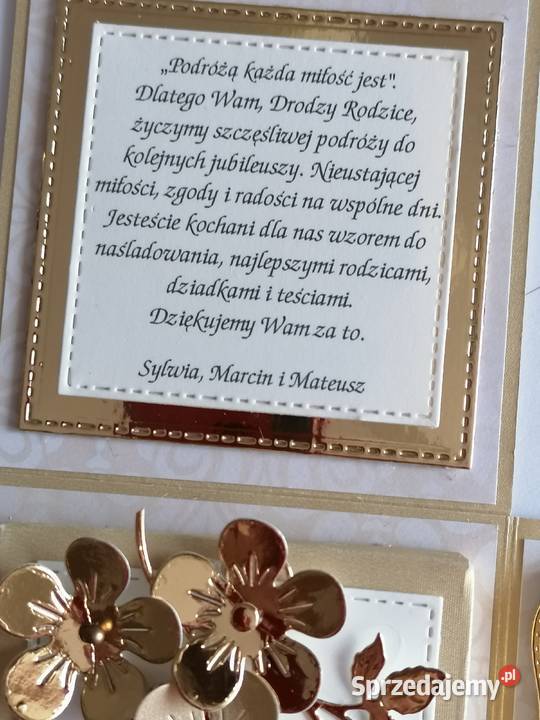 „Podróżą każda miłość jest".
Dlatego Wam, Drodzy Rodzice,
życzymy szczęśliwej podróży do
kolejnych jubileuszy. Nieustającej
miłości, zgody i radości na wspólne dni.
Jesteście kochani dla nas wzorem do
naśladowania, najlepszymi rodzicami,
dziadkami i teściami.
Dziękujemy Wam za to.
Sylwia, Marcin i Mateusz
Sprzedajemy.pl